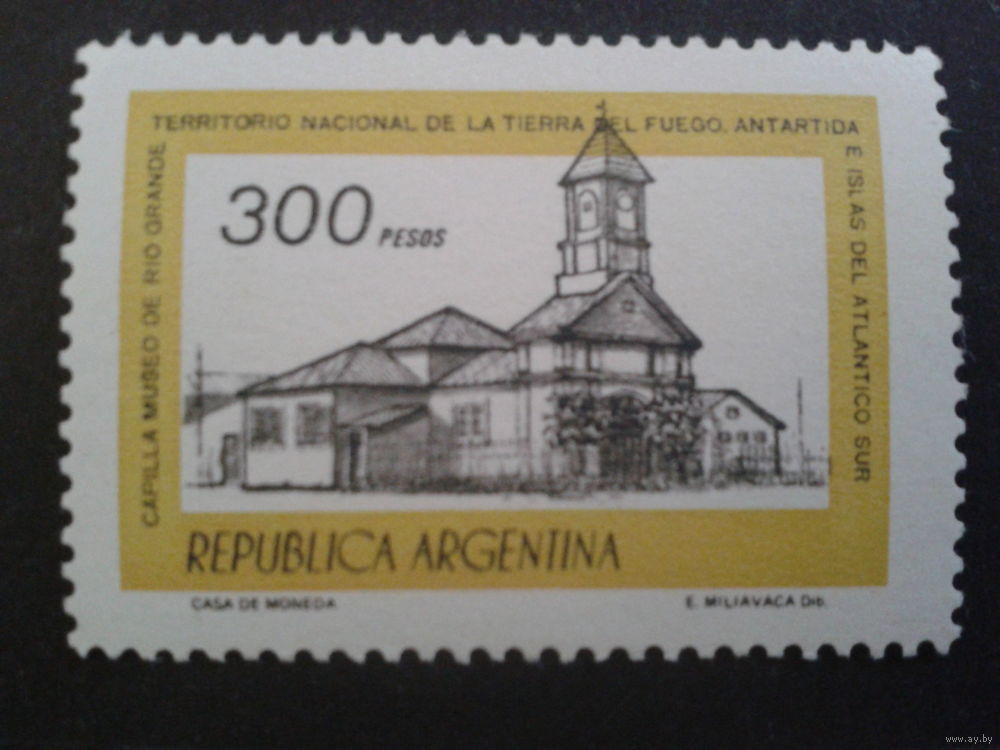 CAPILLA MUSEO DE RIO GRANDE
TERRITORIO NACIONAL DE LA TIERRA DEL FUEGO. ANTARTIDA
E ISLAS DEL ATLANTICO SUR
300 PESOS
REPUBLICA ARGENTINA
CASA DE MONEDA
E. MILIAVACA Dib.
www.ay.by